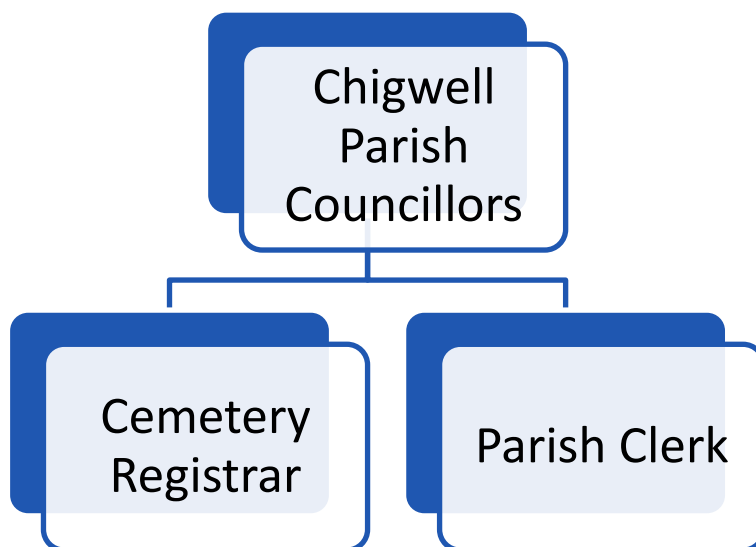 Chigwell
Parish
Councillors
Cemetery
Registrar
Parish Clerk